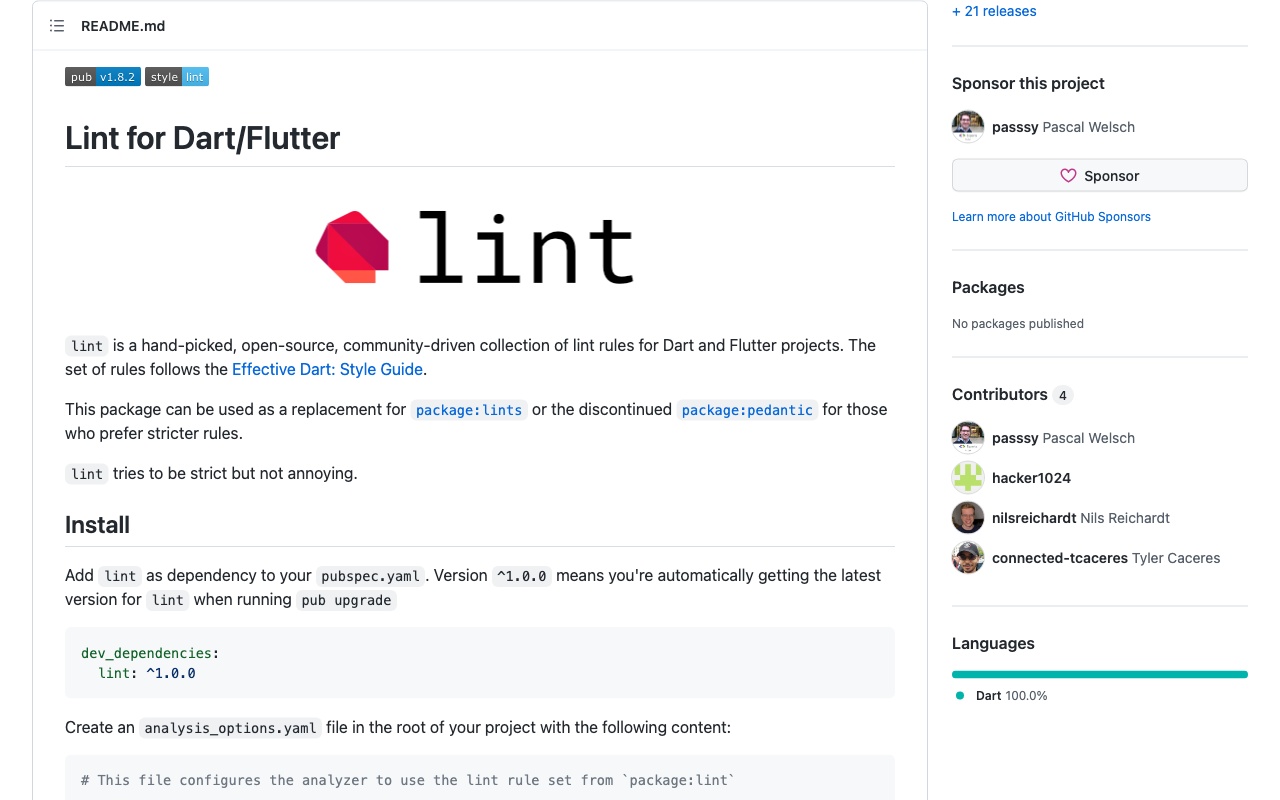 README.md
pub v1.8.2 style lint
Lint for Dart/Flutter
lint
lint is a hand-picked, open-source, community-driven collection of lint rules for Dart and Flutter projects. The
set of rules follows the Effective Dart: Style Guide.
This package can be used as a replacement for package:lints or the discontinued package:pedantic for those
who prefer stricter rules.
lint tries to be strict but not annoying.
Install
Add lint as dependency to your pubspec.yaml. Version ^1.0.0 means you're automatically getting the latest
version for lint when running pub upgrade
dev_dependencies:
  lint: ^1.0.0
Create an analysis_options.yaml file in the root of your project with the following content:
# This file configures the analyzer to use the lint rule set from `package:lint`
+ 21 releases
Sponsor this project
passsy Pascal Welsch
Sponsor
Learn more about GitHub Sponsors
Packages
No packages published
Contributors 4
passsy Pascal Welsch
hacker1024
nilsreichardt Nils Reichardt
connected-tcaceres Tyler Caceres
Languages
Dart 100.0%